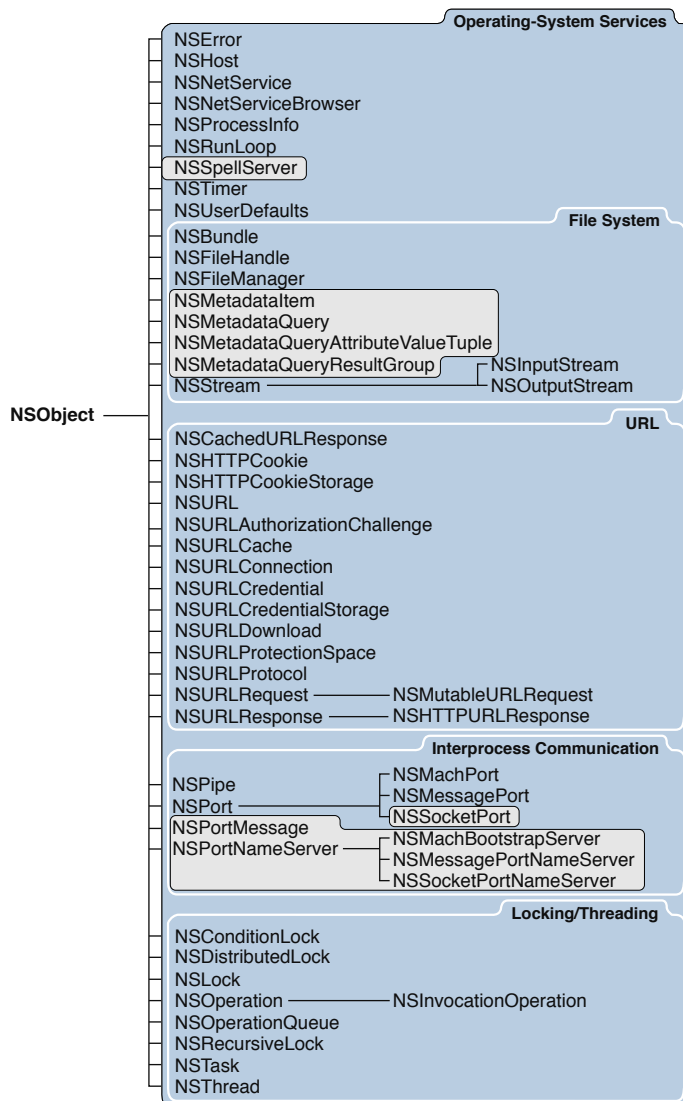 Operating-System Services
NSError
NSHost
NSNetService
NSNetServiceBrowser
NSProcessInfo
NSRunLoop
NSSpellServer
NSTimer
NSUserDefaults
File System
NSBundle
NSFileHandle
NSFileManager
NSMetadataItem
NSMetadataQuery
NSMetadataQueryAttributeValueTuple
NSMetadataQueryResultGroup
NSInputStream
NSStream
NSOutputStream
NSObject
URL
NSCachedURLResponse
NSHTTPCookie
NSHTTPCookieStorage
NSURL
NSURLAuthorizationChallenge
NSURLCache
NSURLConnection
NSURLCredential
NSURLCredentialStorage
NSURLDownload
NSURLProtectionSpace
NSURLProtocol
NSURLRequest NSMutableURLRequest
NSURLResponse NSHTTPURLResponse
Interprocess Communication
NSMachPort
NSPipe
NSMessagePort
NSPort
NSSocketPort
NSPortMessage
NSMachBootstrapServer
NSPortNameServer
NSMessagePortNameServer
NSSocketPortNameServer
Locking/Threading
NSConditionLock
NSDistributedLock
NSLock
NSOperation NSInvocationOperation
NSOperationQueue
NSRecursiveLock
NSTask
NSThread